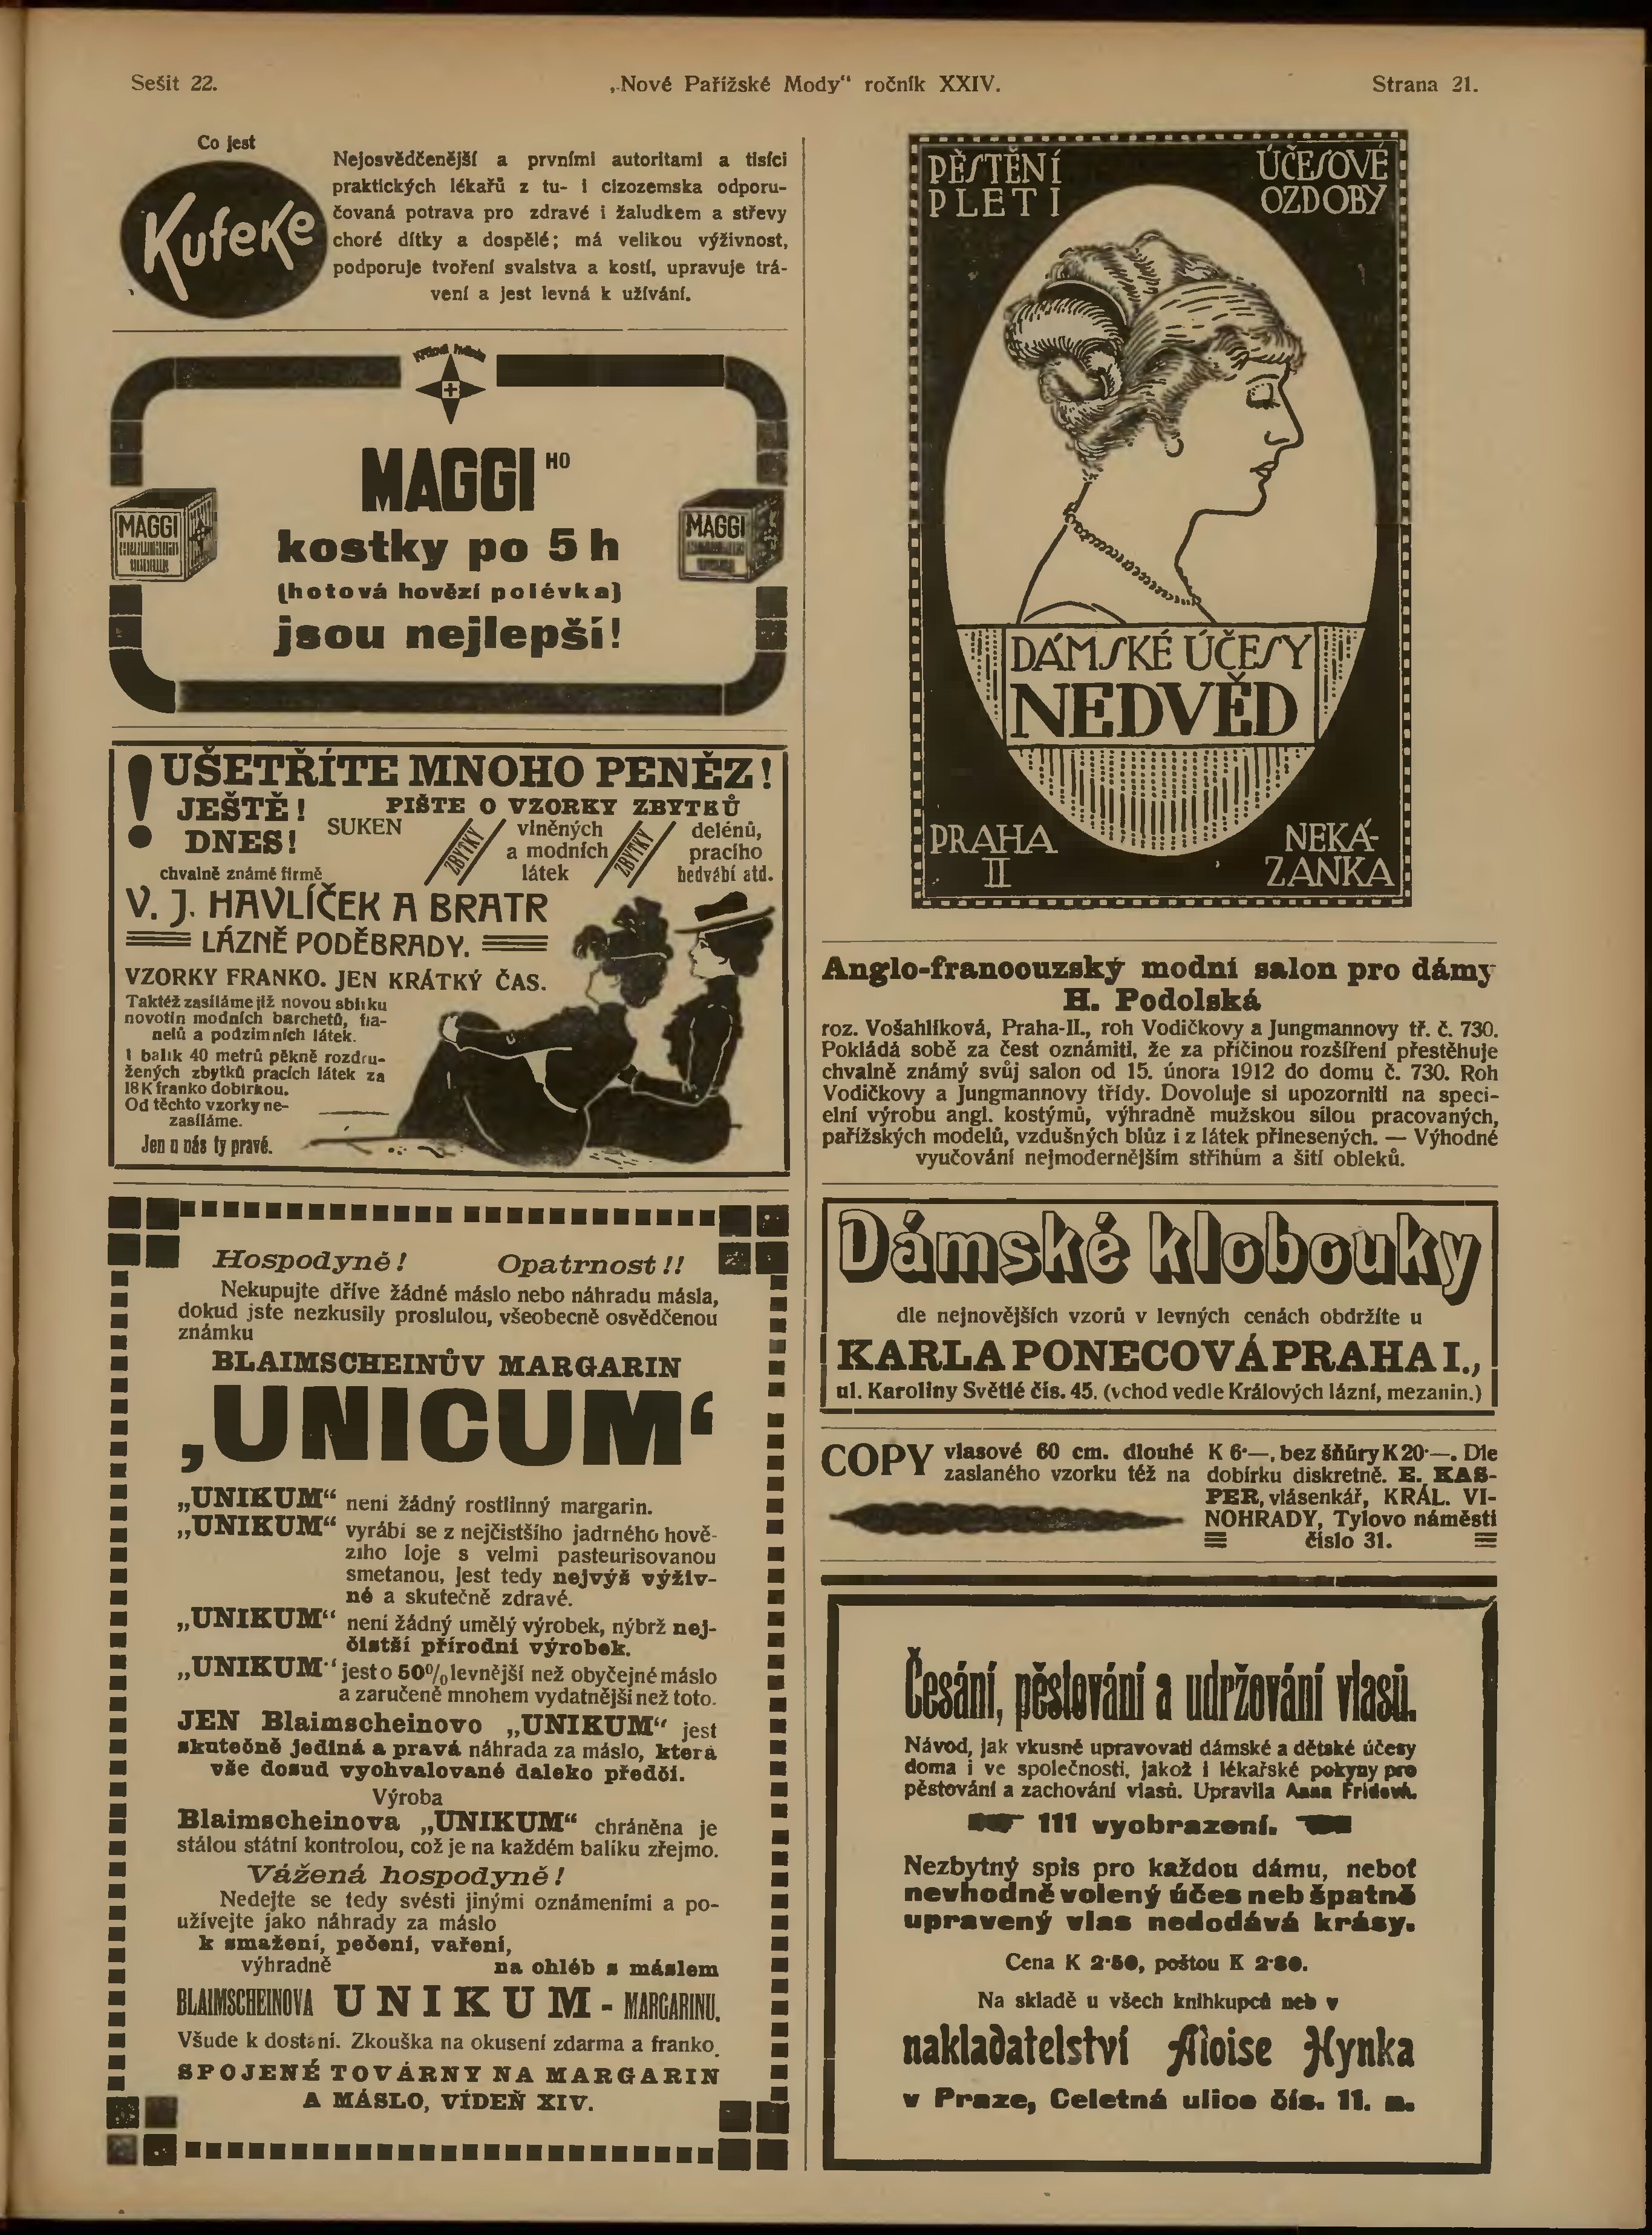 Sešit 22.
„Nové Pařížské Mody“ ročník XXIV.
Strana 21.
Co jest
Kufeke
Nejosvědčenější a prvními autoritami a tisíci
praktických lékařů z tu- i cizozemska odporu-
čovaná potrava pro zdravé i žaludkem a střevy
choré dítky a dospělé; má velikou výživnost,
podporuje tvoření svalstva a kostí, upravuje trá-
vení a jest levná k užívání.
MAGGI HO
MAGGI
MAGGI
kostky po 5 h
(hotová hovězí polévka)
jsou nejlepší!
! UŠETŘÍTE MNOHO PENĚZ!
JEŠTĚ!
DNES!
PIŠTE O VZORKY ZBYTKŮ
SUKEN
ZBYTKY
vlněných
a modních
látek
ZBYTKY
delénů,
pracího
hedvábí atd.
chvalně známé firmě
V. J. HAVLÍČEK A BRATR
LÁZNĚ PODĚBRADY.
VZORKY FRANKO. JEN KRÁTKÝ ČAS.
Taktéž zasíláme již novou sbírku
novotin modních barchetů, fla-
nelů a podzimních látek.
1 balík 40 metrů pěkně rozdru-
žených zbytků pracích látek za
18 K franko dobírkou.
Od těchto vzorky ne-
zasíláme.
Jen u nás ty pravé.
Hospodyně! Opatrnost!!
Nekupujte dříve žádné máslo nebo náhradu másla,
dokud jste nezkusily proslulou, všeobecně osvědčenou
známku
BLAIMSCHEINŮV MARGARIN
‚UNICUM‘
„UNIKUM“ není žádný rostlinný margarin.
„UNIKUM“ vyrábí se z nejčistšího jadrného hově-
zího loje s velmi pasteurisovanou
smetanou, jest tedy nejvýš výživ-
né a skutečně zdravé.
„UNIKUM“ není žádný umělý výrobek, nýbrž nej-
čistší přírodní výrobek.
„UNIKUM“ jest o 50% levnější než obyčejné máslo
a zaručeně mnohem vydatnější než toto.
JEN Blaimscheinovo „UNIKUM“ jest
skutečně jediná a pravá náhrada za máslo, která
vše dosud vychvalované daleko předčí.
Výroba
Blaimscheinova „UNIKUM“ chráněna je
stálou státní kontrolou, což je na každém balíku zřejmo.
Vážená hospodyně!
Nedejte se tedy svésti jinými oznámeními a po-
užívejte jako náhrady za máslo
k smažení, pečení, vaření,
výhradně na chléb s máslem
BLAIMSCHEINOVA UNIKUM - MARGARINU.
Všude k dostání. Zkouška na okusení zdarma a franko.
SPOJENÉ TOVÁRNY NA MARGARIN
A MÁSLO, VÍDEŇ XIV.
PĚSTĚNÍ
PLETI
ÚČESOVÉ
OZDOBY
DÁMSKÉ ÚČESY
NEDVĚD
PRAHA
II
NEKÁ-
ZANKA
Anglo-francouzský modní salon pro dámy
H. Podolská
roz. Vošahlíková, Praha-II., roh Vodičkovy a Jungmannovy tř. č. 730.
Pokládá sobě za čest oznámiti, že za příčinou rozšíření přestěhuje
chvalně známý svůj salon od 15. února 1912 do domu č. 730. Roh
Vodičkovy a Jungmannovy třídy. Dovoluje si upozorniti na speci-
elní výrobu angl. kostýmů, výhradně mužskou silou pracovaných,
pařížských modelů, vzdušných blůz i z látek přinesených. — Výhodné
vyučování nejmodernějším střihům a šití obleků.
Dámské klobouky
dle nejnovějších vzorů v levných cenách obdržíte u
KARLA PONECOVÁ PRAHA I.,
ul. Karoliny Světlé čís. 45. (vchod vedle Králových lázní, mezanin.)
COPY vlasové 60 cm. dlouhé K 6·—, bez šňůry K 20·—. Dle
zaslaného vzorku též na dobírku diskretně. E. KAS-
PER, vlásenkář, KRÁL. VI-
NOHRADY, Tylovo náměstí
číslo 31.
Česání, pěstování a udržování vlasů.
Návod, jak vkusně upravovati dámské a dětské účesy
doma i ve společnosti, jakož i lékařské pokyny pro
pěstování a zachování vlasů. Upravila Anna Fridová.
111 vyobrazení.
Nezbytný spis pro každou dámu, neboť
nevhodně volený účes neb špatně
upravený vlas nedodává krásy.
Cena K 2·50, poštou K 2·80.
Na skladě u všech knihkupců neb v
nakladatelství Aloise Hynka
v Praze, Celetná ulice čís. 11. n.